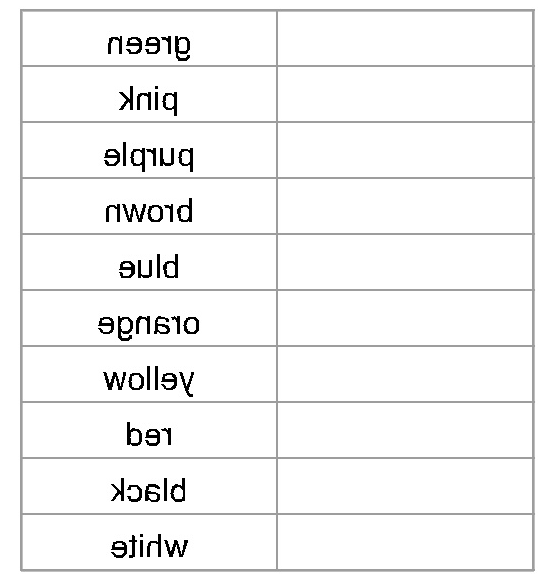 green
pink
purple
brown
blue
orange
yellow
red
black
white